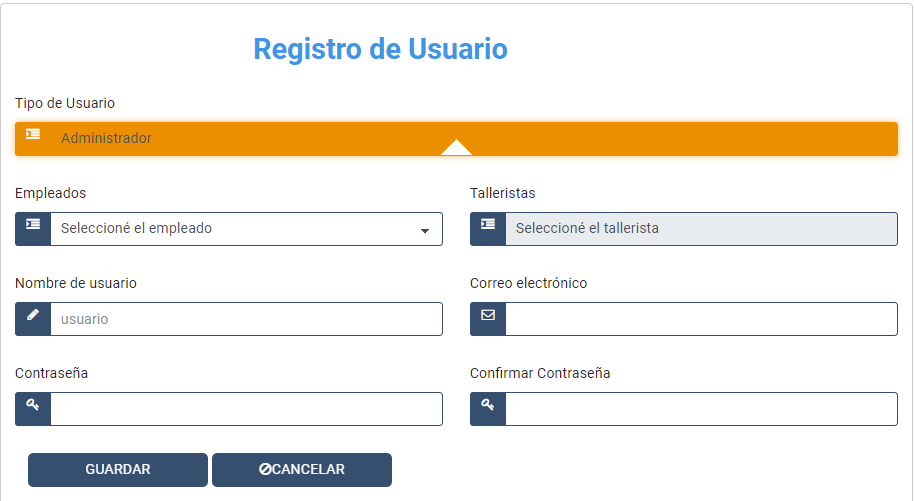 Registro de Usuario
Tipo de Usuario
Administrador
Empleados
Talleristas
Seleccioné el empleado
Seleccioné el tallerista
Nombre de usuario
Correo electrónico
usuario
Contraseña
Confirmar Contraseña
GUARDAR
CANCELAR